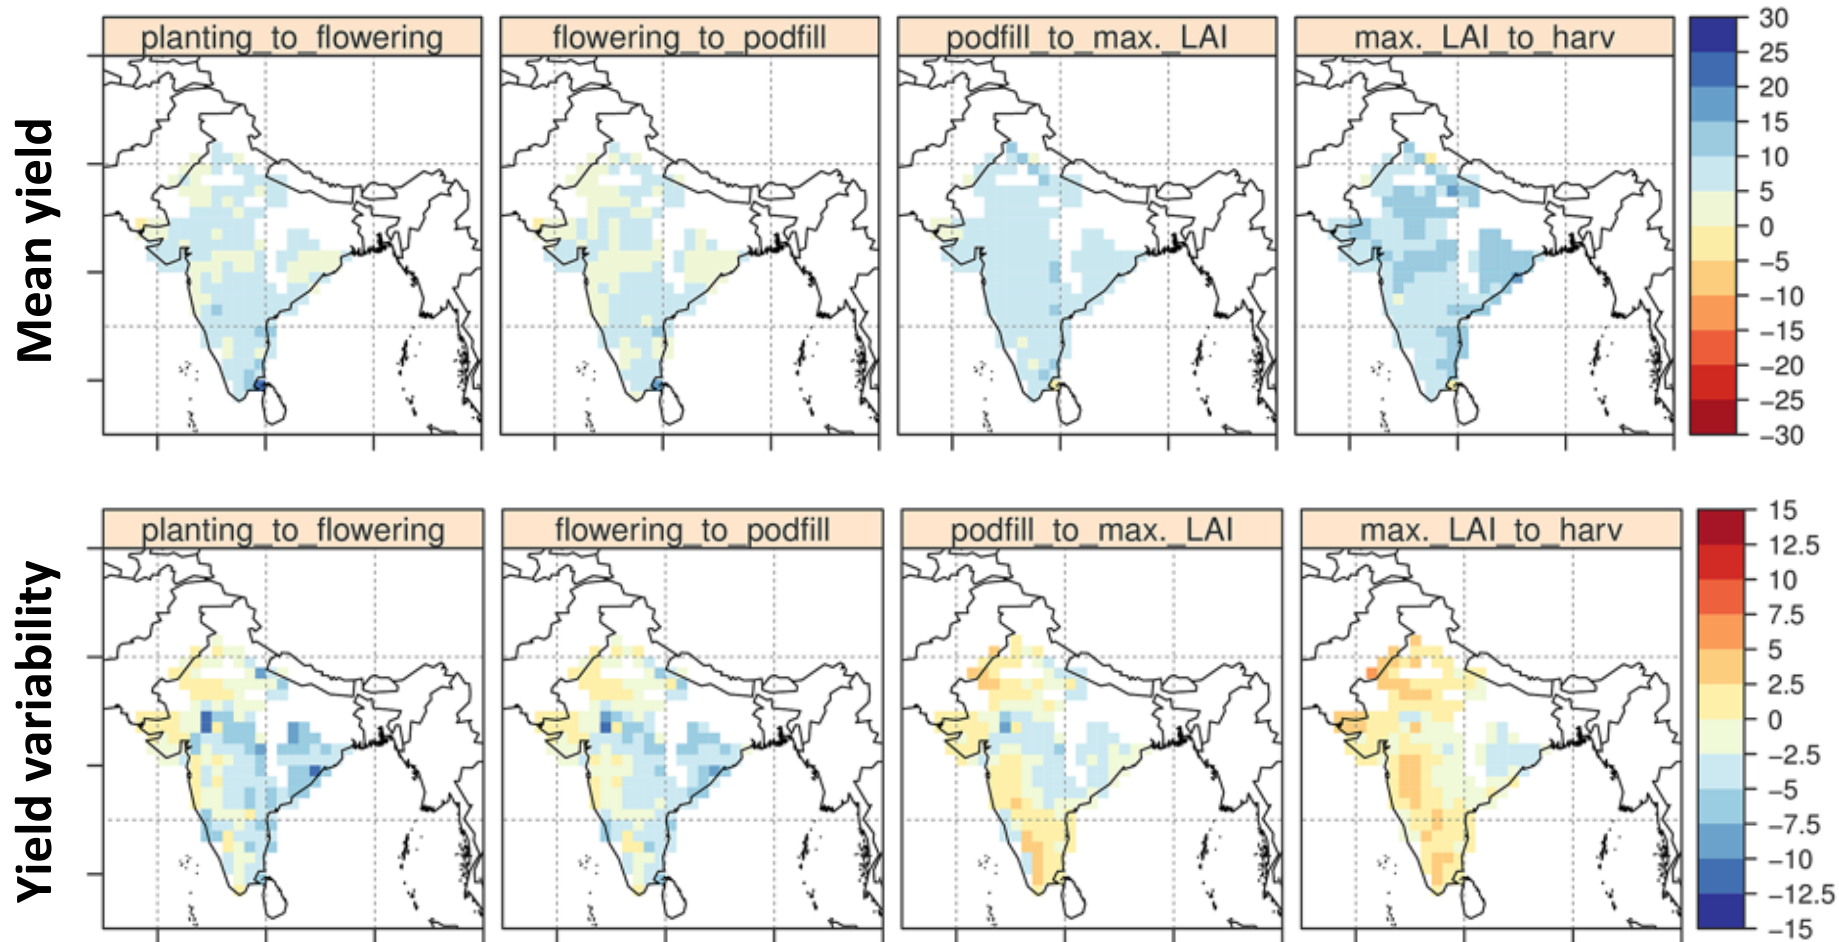 Mean yield
planting_to_flowering
flowering_to_podfill
podfill_to_max._LAI
max._LAI_to_harv
30
25
20
15
10
5
0
−5
−10
−15
−20
−25
−30
Yield variability
planting_to_flowering
flowering_to_podfill
podfill_to_max._LAI
max._LAI_to_harv
15
12.5
10
7.5
5
2.5
0
−2.5
−5
−7.5
−10
−12.5
−15